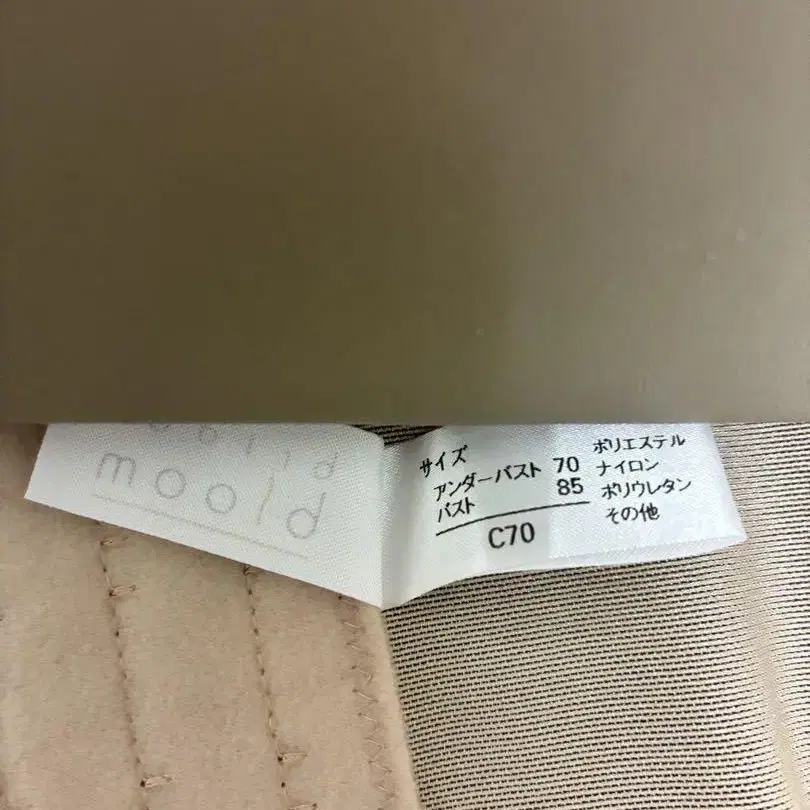 moold
サイズ
アンダーバスト 70
バスト 85
C70
ポリエステル
ナイロン
ポリウレタン
その他